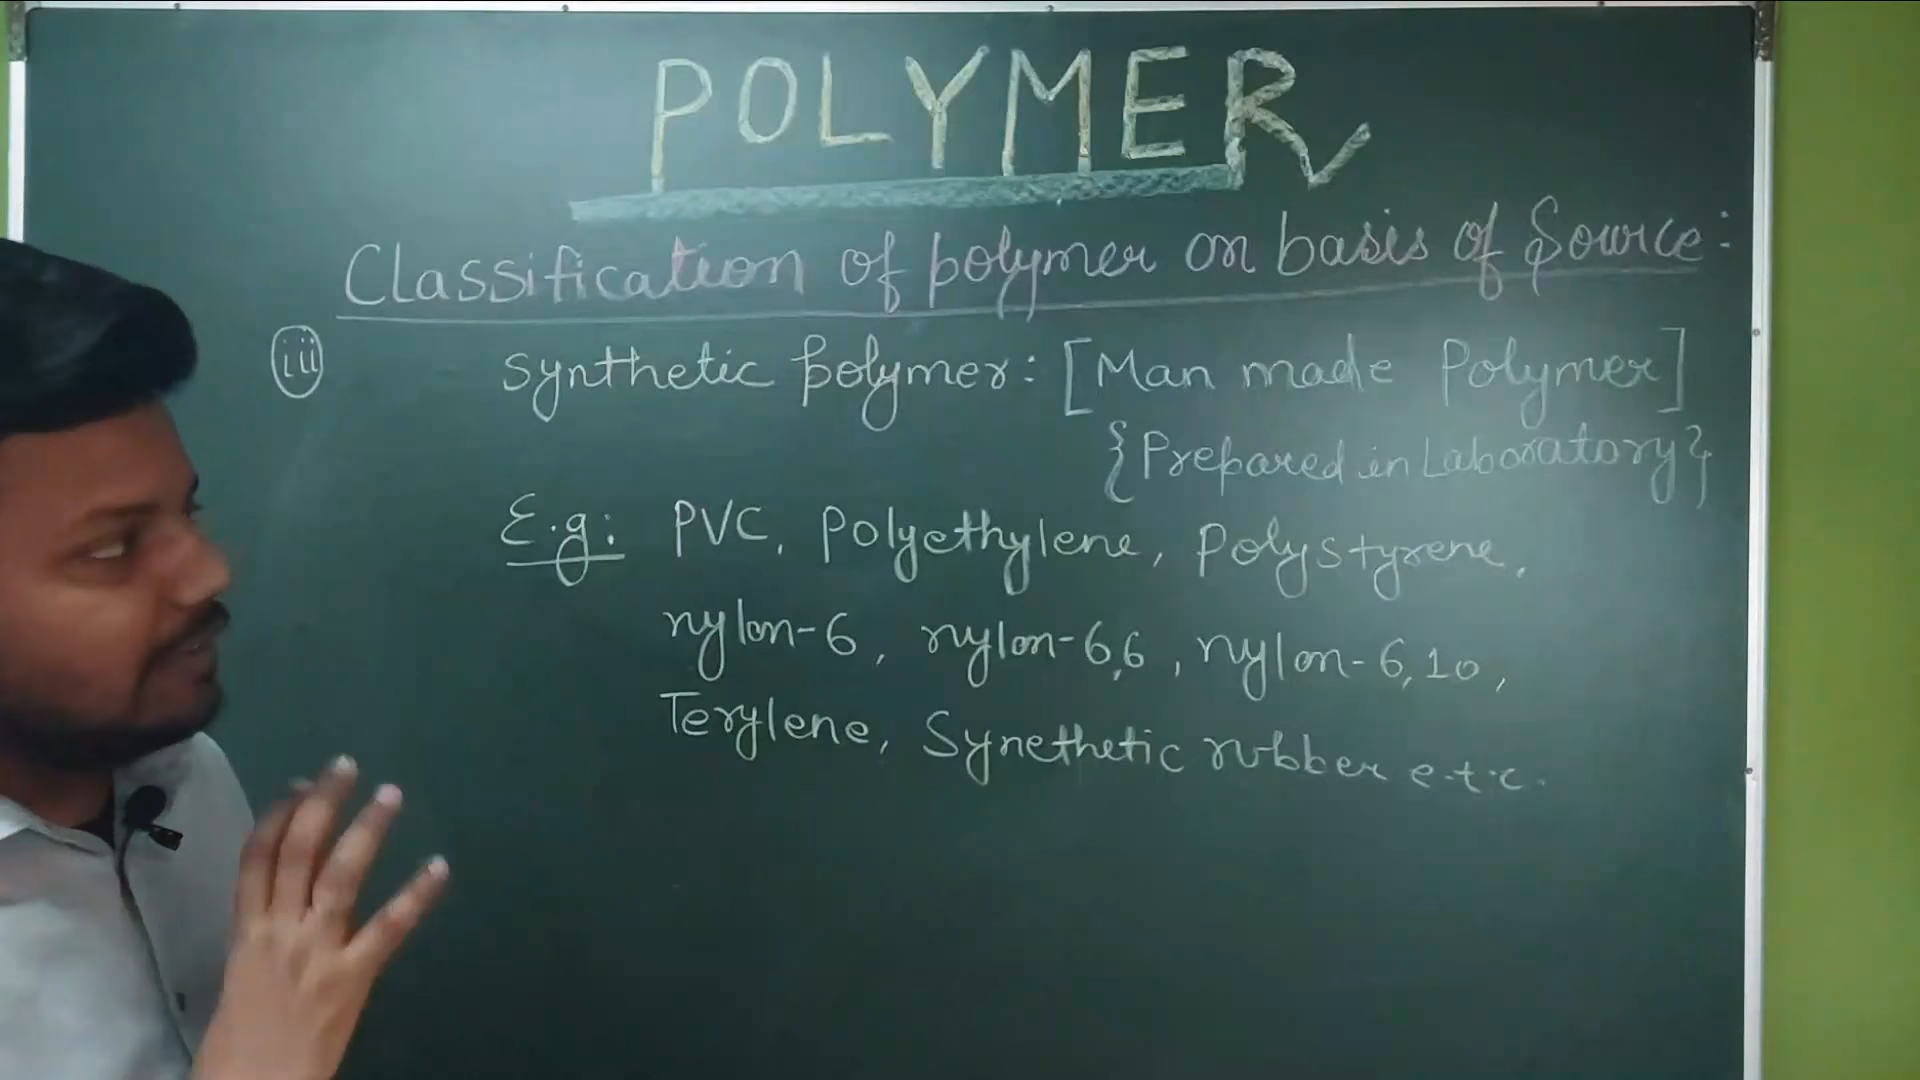 POLYMER
Classification of polymer on basis of Source:
iii Synthetic polymer: [Man made Polymer]
{Prepared in Laboratory}
E.g: PVC, Polyethylene, Polystyrene,
nylon-6, nylon-6,6, nylon-6,10,
Terylene, Synethetic rubber e.t.c.